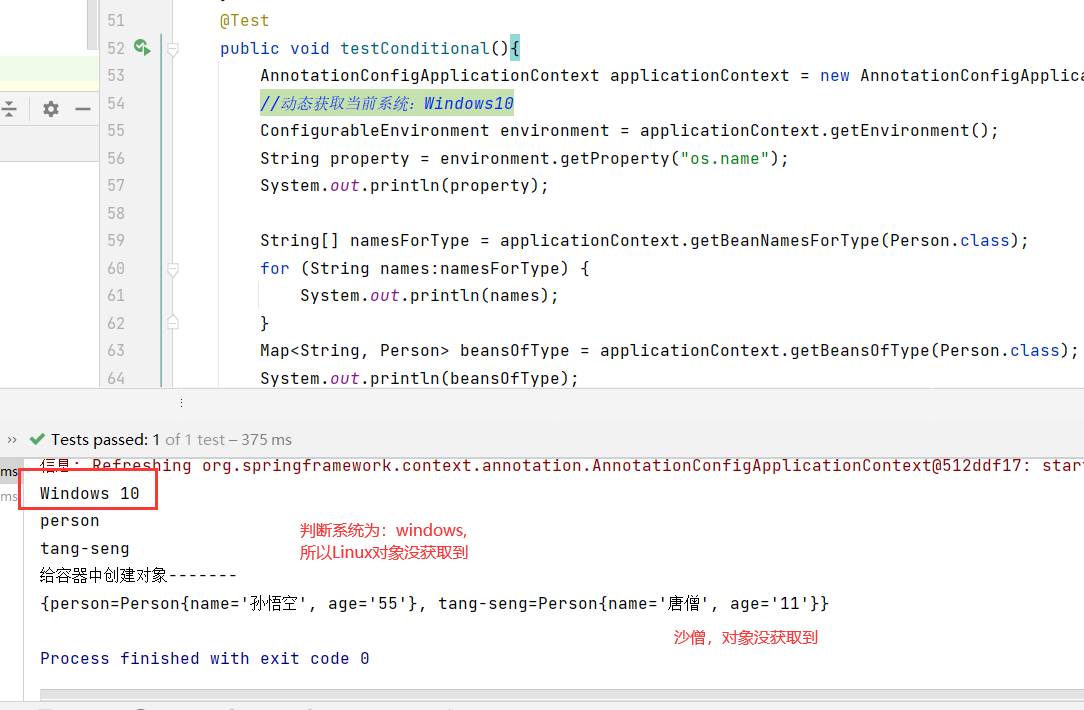 51 @Test
52 public void testConditional(){
53 AnnotationConfigApplicationContext applicationContext = new AnnotationConfigApplica
54 //动态获取当前系统：Windows10
55 ConfigurableEnvironment environment = applicationContext.getEnvironment();
56 String property = environment.getProperty("os.name");
57 System.out.println(property);
58
59 String[] namesForType = applicationContext.getBeanNamesForType(Person.class);
60 for (String names:namesForType) {
61 System.out.println(names);
62 }
63 Map<String, Person> beansOfType = applicationContext.getBeansOfType(Person.class);
64 System.out.println(beansOfType);
Tests passed: 1 of 1 test – 375 ms
ms 信息: Refreshing org.springframework.context.annotation.AnnotationConfigApplicationContext@512ddf17: star
ms Windows 10
person
判断系统为：windows,
tang-seng
所以Linux对象没获取到
给容器中创建对象-------
{person=Person{name='孙悟空', age='55'}, tang-seng=Person{name='唐僧', age='11'}}
沙僧，对象没获取到
Process finished with exit code 0